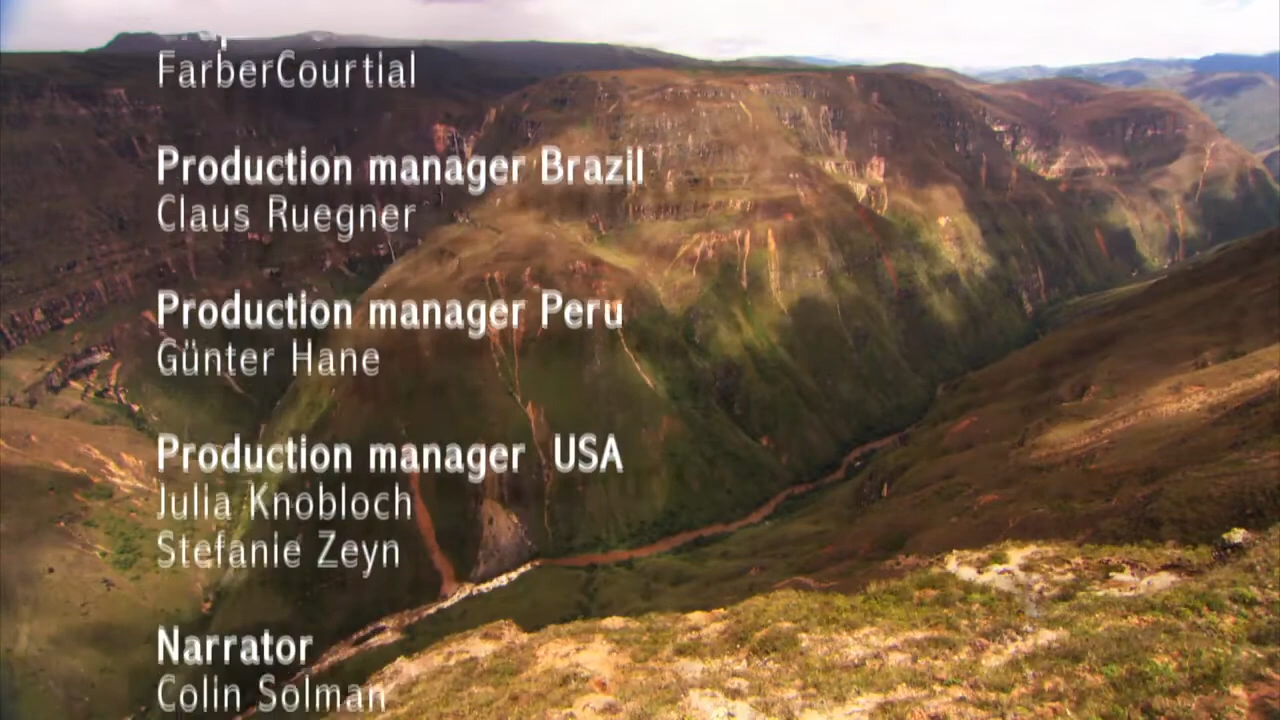 FarberCourtial
Production manager Brazil
Claus Ruegner
Production manager Peru
Günter Hane
Production manager  USA
Julia Knobloch
Stefanie Zeyn
Narrator
Colin Solman